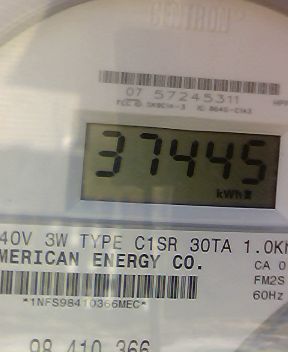 07 57245311
37445
kWh
40V 3W TYPE C1SR 30TA 1.0K
MERICAN ENERGY CO.
CA 0
FM2S
60Hz
*1NFS98410366MEC*
98 410 366